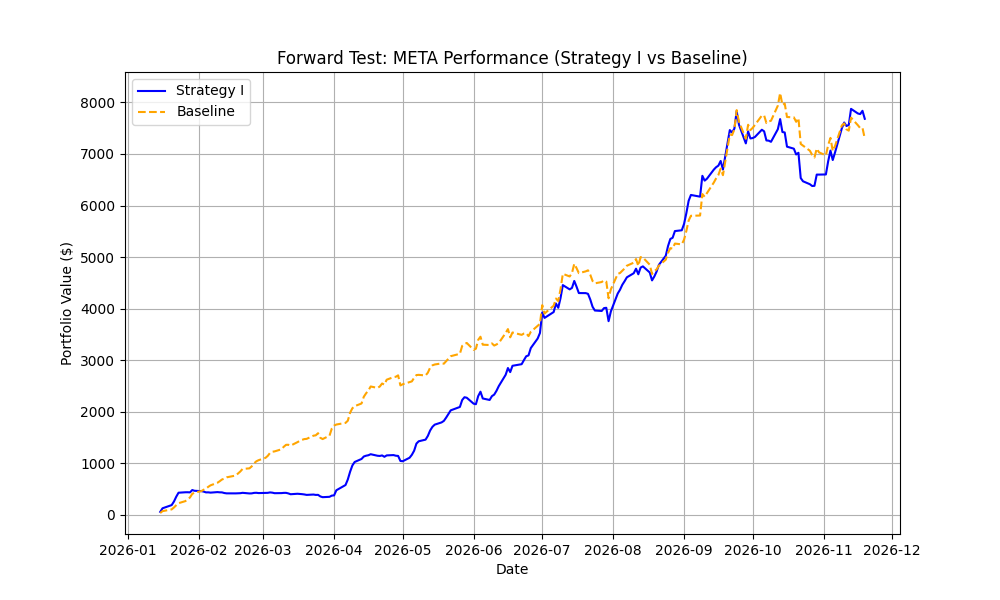 Forward Test: META Performance (Strategy I vs Baseline)
Strategy I
Baseline
Portfolio Value ($)
8000
7000
6000
5000
4000
3000
2000
1000
0
2026-01 2026-02 2026-03 2026-04 2026-05 2026-06 2026-07 2026-08 2026-09 2026-10 2026-11 2026-12
Date